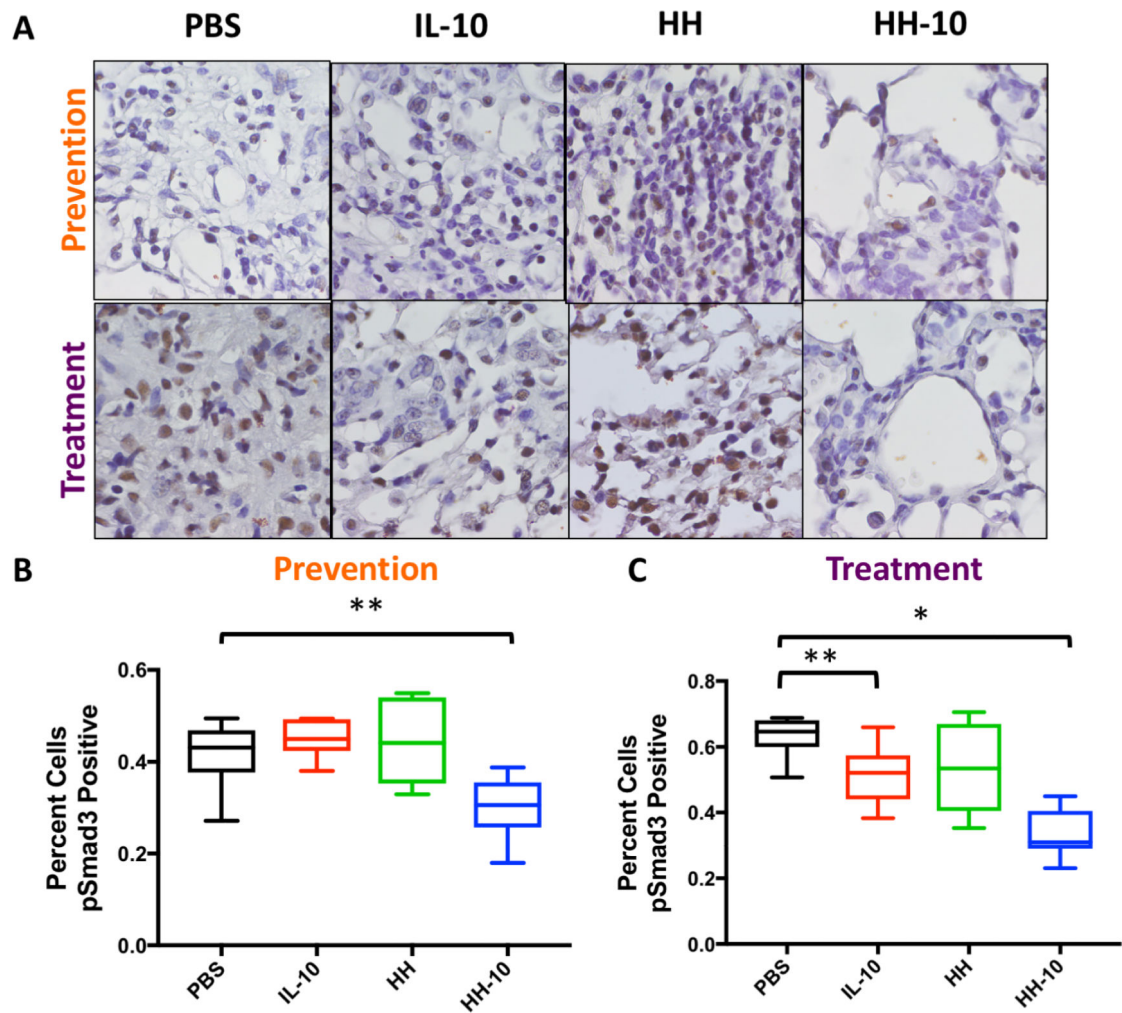 A
PBS IL-10 HH HH-10
Prevention
Treatment
B
Prevention
**
Percent Cells
pSmad3 Positive
0.6
0.4
0.2
0.0
PBS IL-10 HH HH-10
C
Treatment
*
**
Percent Cells
pSmad3 Positive
0.8
0.6
0.4
0.2
0.0
PBS IL-10 HH HH-10